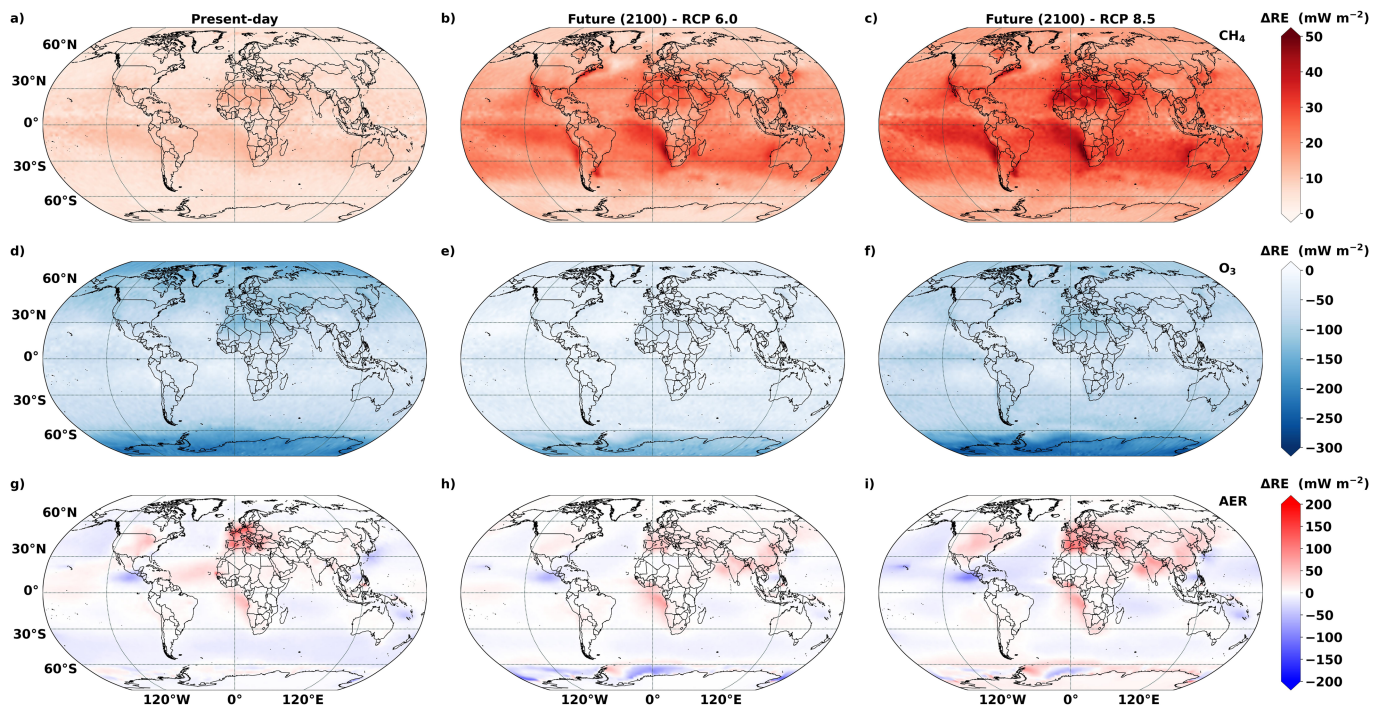 a) Present-day b) Future (2100) - RCP 6.0 c) Future (2100) - RCP 8.5 ΔRE (mW m⁻²)
CH₄
60°N
30°N
0°
30°S
60°S
50
40
30
20
10
0
d) e) f) ΔRE (mW m⁻²)
O₃
60°N
30°N
0°
30°S
60°S
0
−50
−100
−150
−200
−250
−300
g) h) i) ΔRE (mW m⁻²)
AER
60°N
30°N
0°
30°S
60°S
200
150
100
50
0
−50
−100
−150
−200
120°W 0° 120°E 120°W 0° 120°E 120°W 0° 120°E